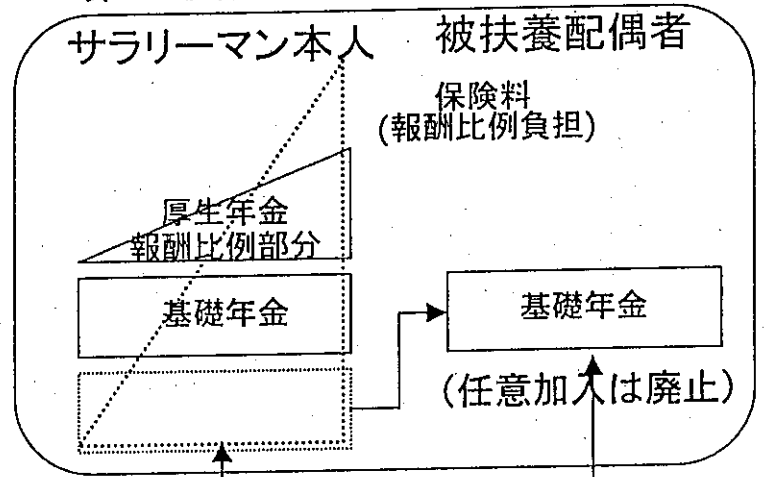 サラリーマン本人
被扶養配偶者
保険料
(報酬比例負担)
厚生年金
報酬比例部分
基礎年金
基礎年金
(任意加入は廃止)